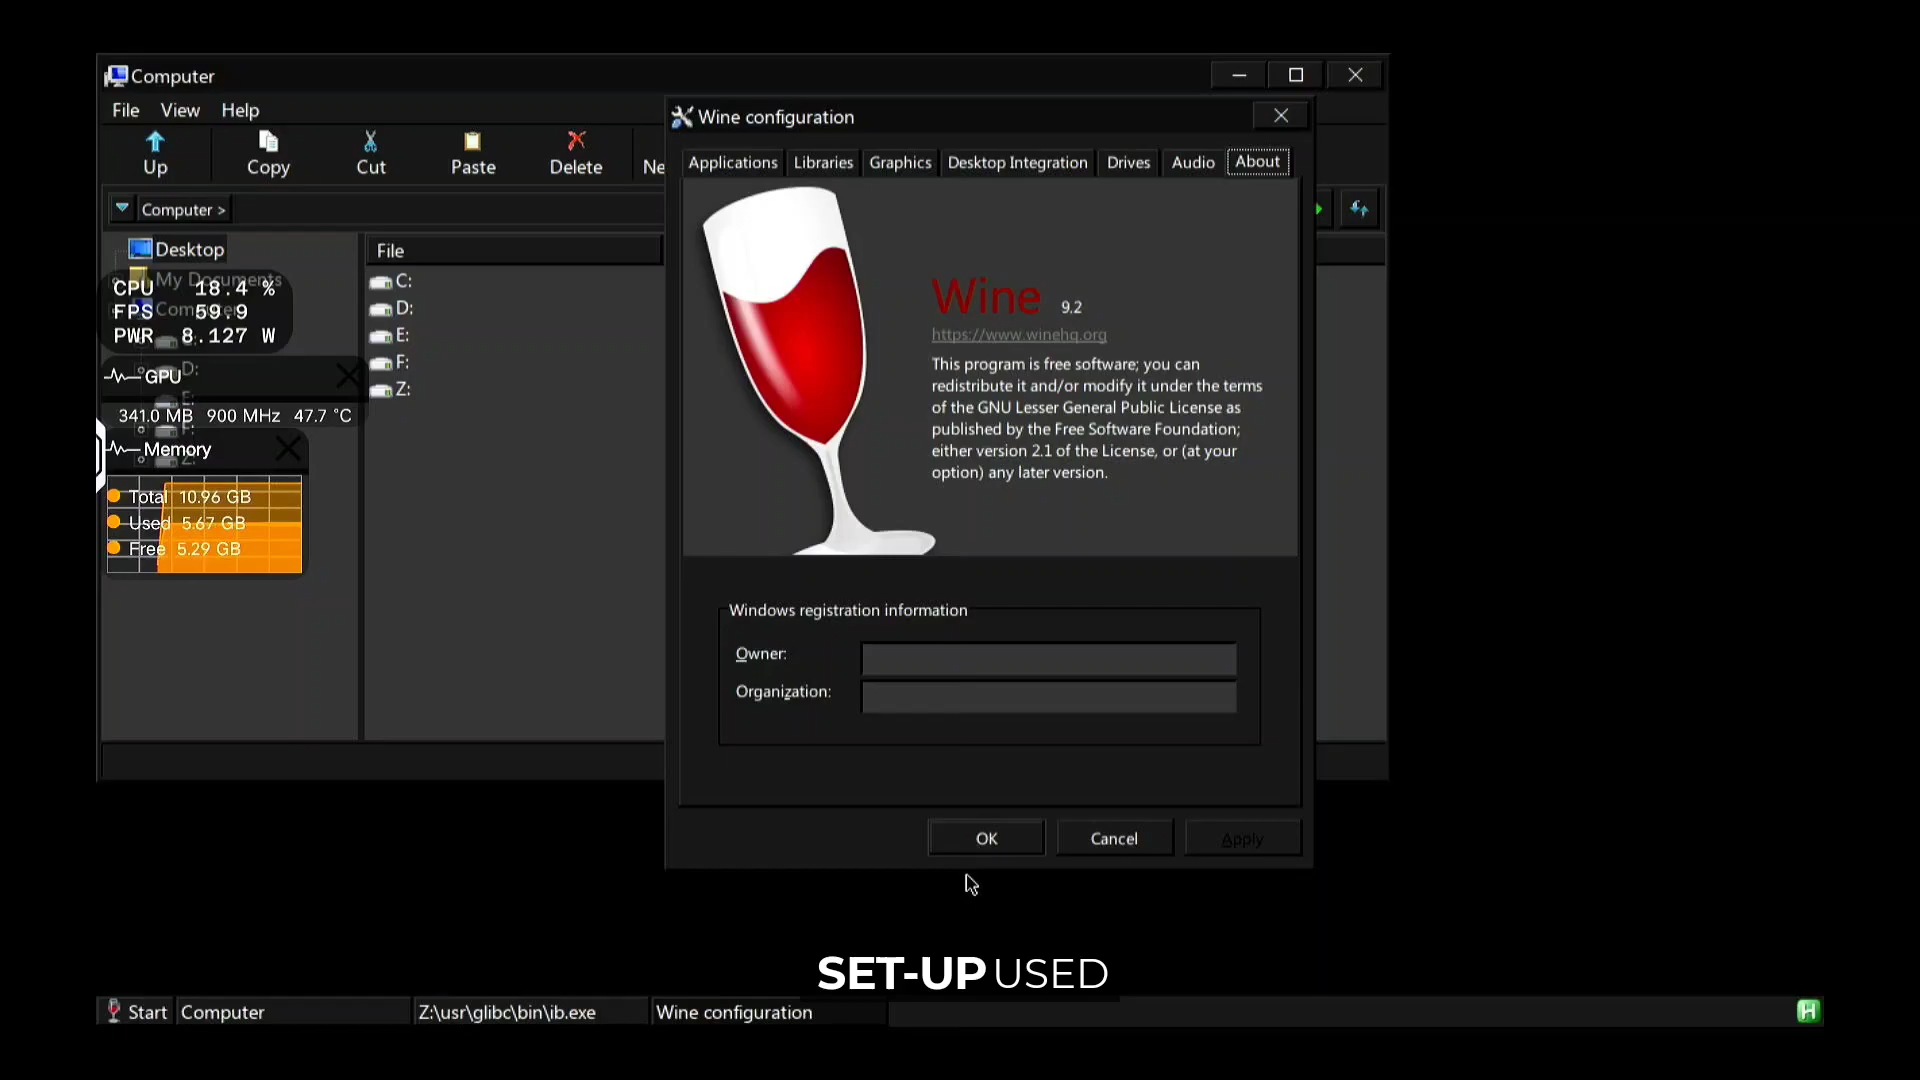 Computer
File View Help
Up Copy Cut Paste Delete Ne
Computer >
Desktop
My Documents
Computer
D:
E:
F:
Z:
File
C:
D:
E:
F:
Z:
CPU 18.4 %
FPS 59.9
PWR 8.127 W
GPU
341.0 MB 900 MHz 47.7 °C
Memory
Total 10.96 GB
Used 5.67 GB
Free 5.29 GB
Wine configuration
Applications Libraries Graphics Desktop Integration Drives Audio About
Wine 9.2
https://www.winehq.org
This program is free software; you can
redistribute it and/or modify it under the terms
of the GNU Lesser General Public License as
published by the Free Software Foundation;
either version 2.1 of the License, or (at your
option) any later version.
Windows registration information
Owner:
Organization:
OK Cancel Apply
SET-UP USED
Start Computer Z:\usr\glibc\bin\ib.exe Wine configuration H